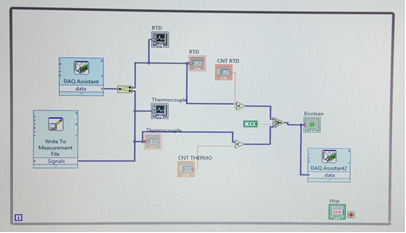 RTD
RTD
CNT RTD
DAQ Assistant
data
Thermocouple
Boolean
Write To
Measurement
File
Signals
Thermocouple
CNT THERMO
DAQ Assistant2
data
stop
i